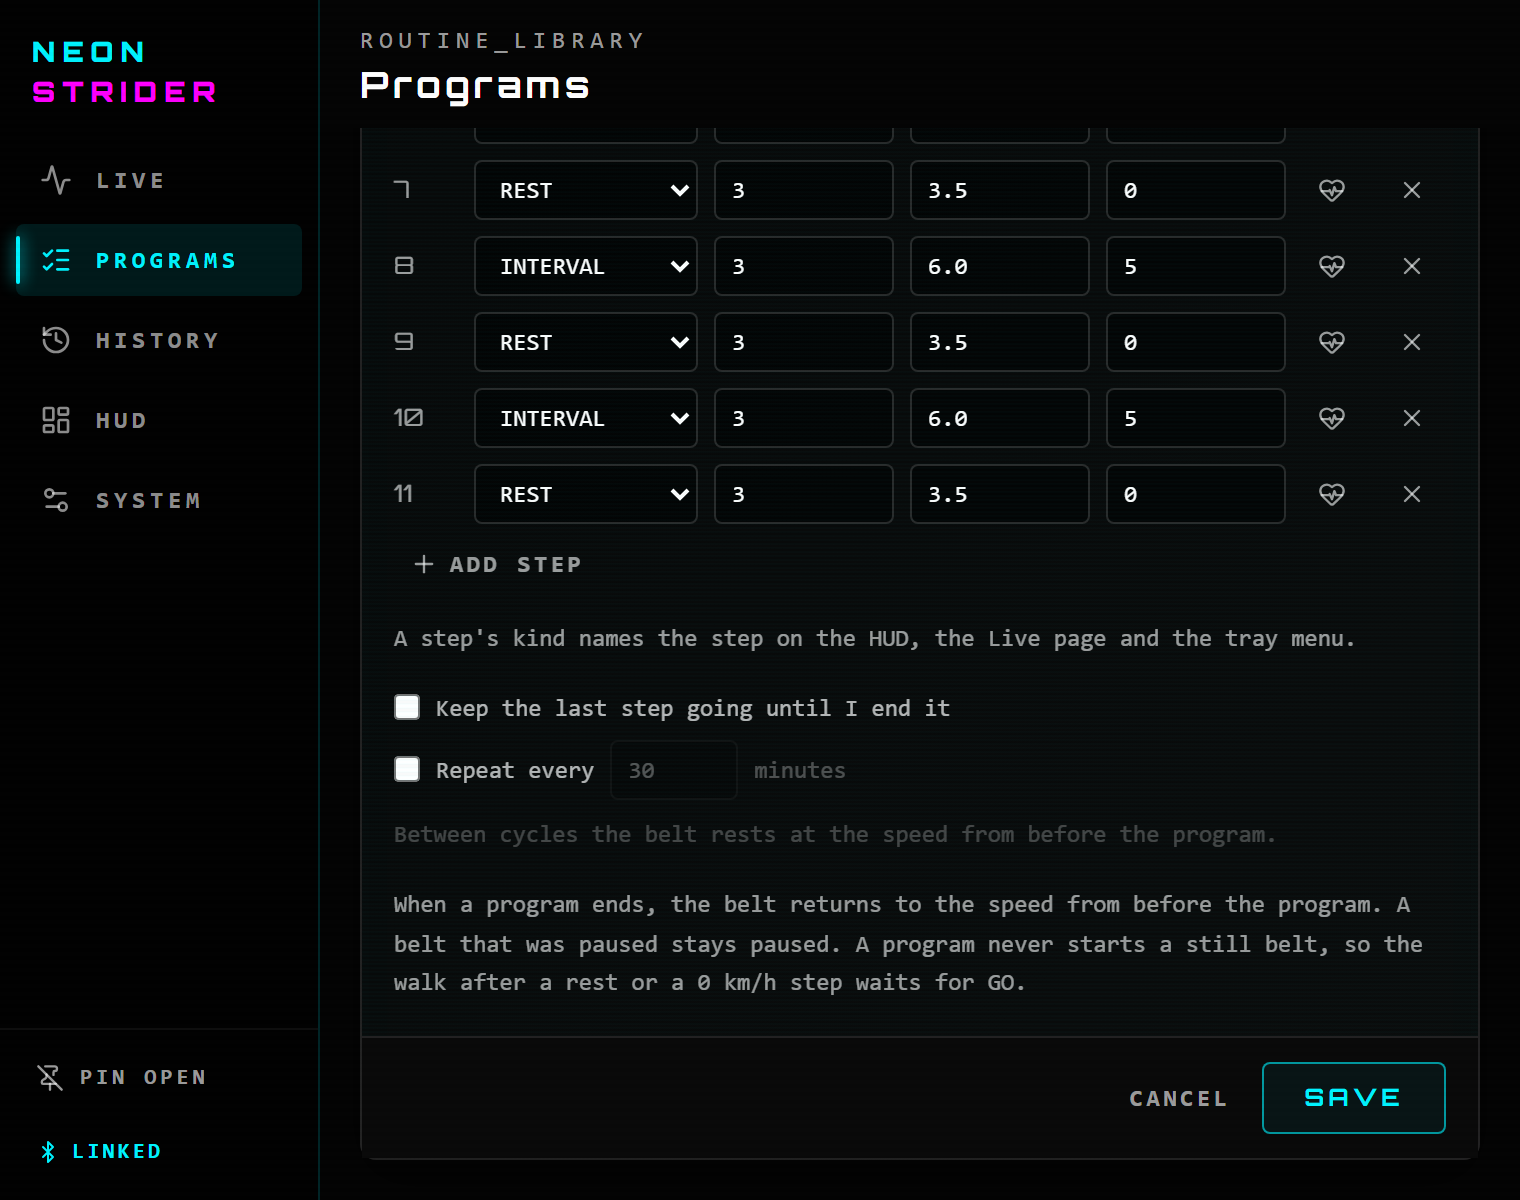 NEON
STRIDER
LIVE
PROGRAMS
HISTORY
HUD
SYSTEM
PIN OPEN
LINKED
ROUTINE_LIBRARY
Programs
7 REST 3 3.5 0
8 INTERVAL 3 6.0 5
9 REST 3 3.5 0
10 INTERVAL 3 6.0 5
11 REST 3 3.5 0
ADD STEP
A step's kind names the step on the HUD, the Live page and the tray menu.
Keep the last step going until I end it
Repeat every 30 minutes
Between cycles the belt rests at the speed from before the program.
When a program ends, the belt returns to the speed from before the program. A
belt that was paused stays paused. A program never starts a still belt, so the
walk after a rest or a 0 km/h step waits for GO.
CANCEL SAVE